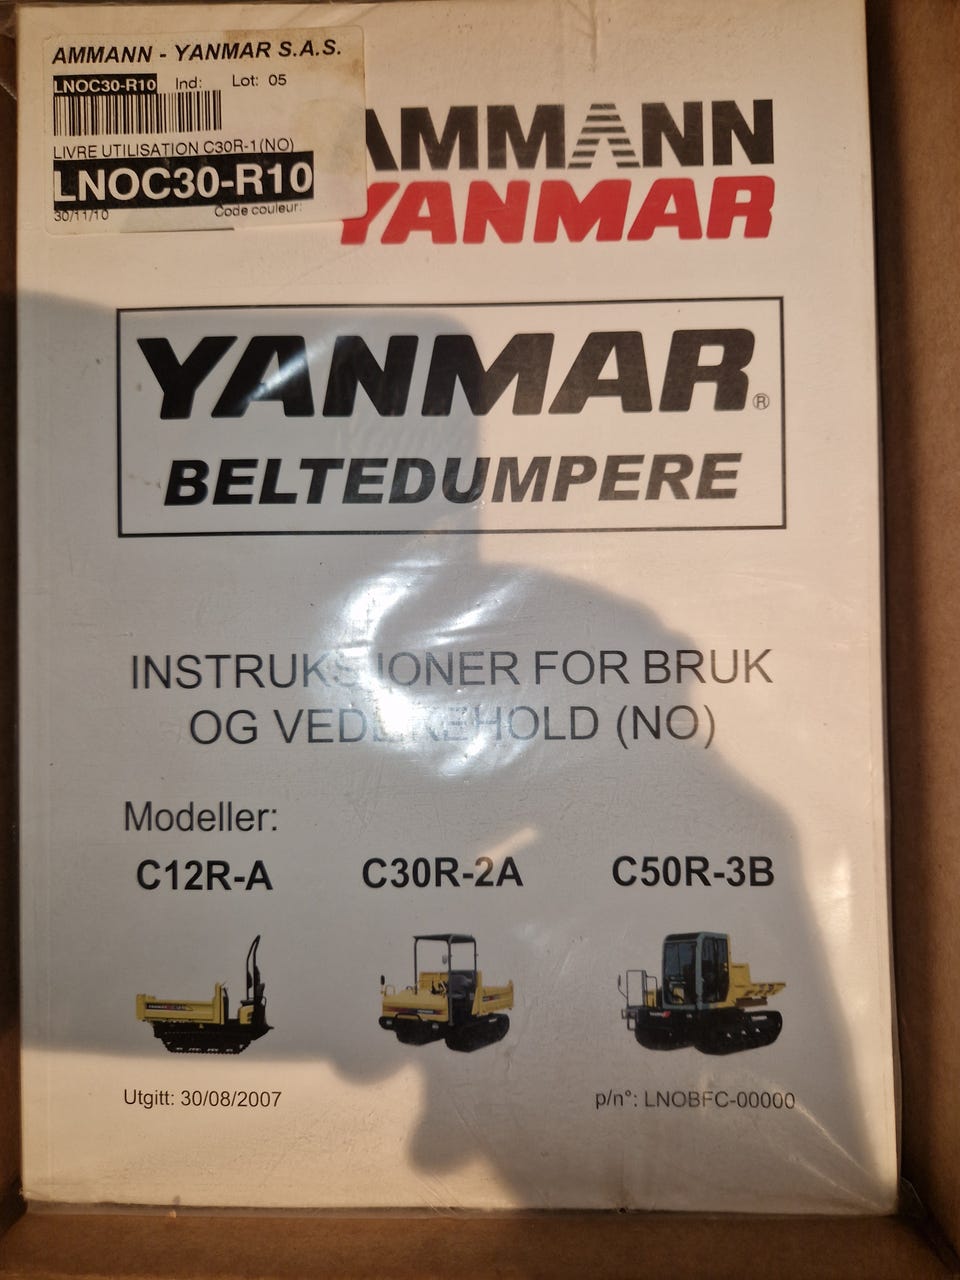 AMMANN - YANMAR S.A.S.
LNOC30-R10 Ind: Lot: 05
LIVRE UTILISATION C30R-1(NO)
LNOC30-R10
30/11/10 Code couleur:
AMMANN
YANMAR
YANMAR®
BELTEDUMPERE
INSTRUKSJONER FOR BRUK
OG VEDLIKEHOLD (NO)
Modeller:
C12R-A C30R-2A C50R-3B
Utgitt: 30/08/2007 p/n°: LNOBFC-00000